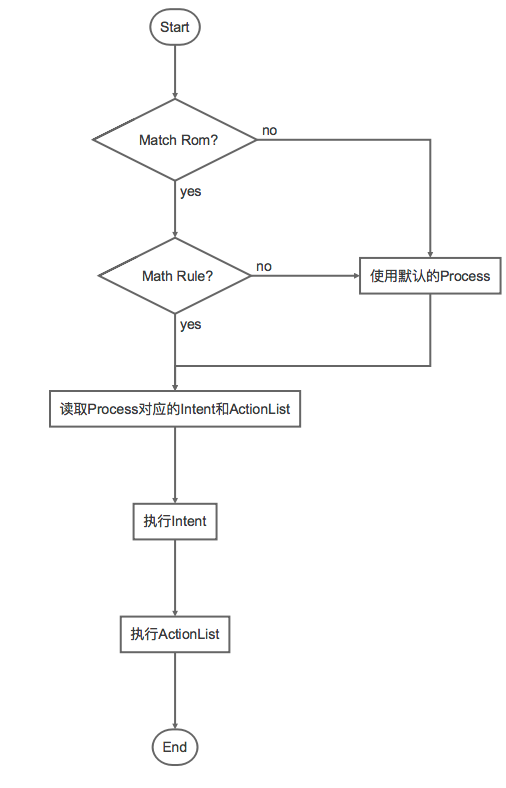 Start
Match Rom?
no
yes
Math Rule?
no
使用默认的Process
yes
读取Process对应的Intent和ActionList
执行Intent
执行ActionList
End